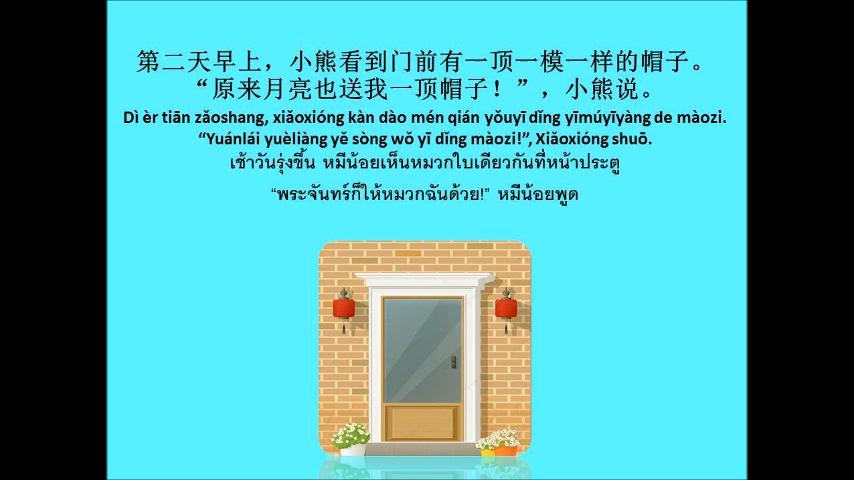 第二天早上，小熊看到门前有一顶一模一样的帽子。
“原来月亮也送我一顶帽子！”，小熊说。
Dì èr tiān zǎoshang, xiǎoxióng kàn dào mén qián yǒuyī dǐng yīmúyīyàng de màozi.
“Yuánlái yuèliàng yě sòng wǒ yī dǐng màozi!”, Xiǎoxióng shuō.
เช้าวันรุ่งขึ้น หมีน้อยเห็นหมวกใบเดียวกันที่หน้าประตู
“พระจันทร์ก็ให้หมวกฉันด้วย!” หมีน้อยพูด